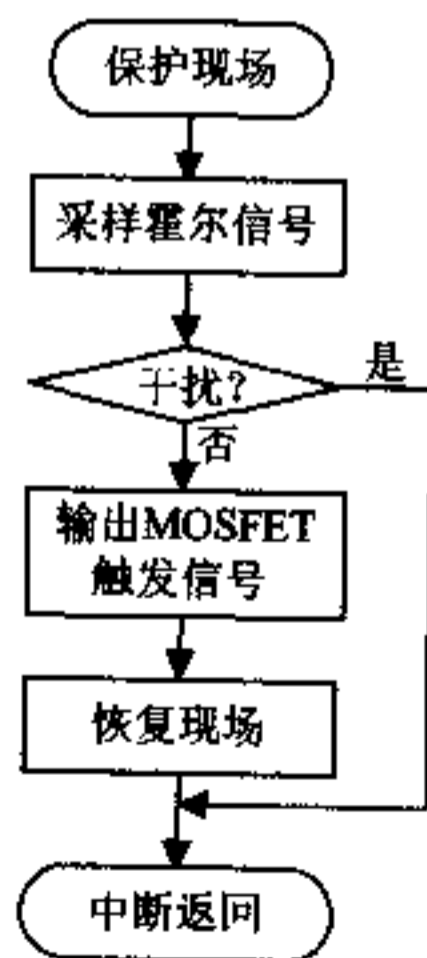 保护现场
采样霍尔信号
干扰?
是
否
输出MOSFET
触发信号
恢复现场
中断返回